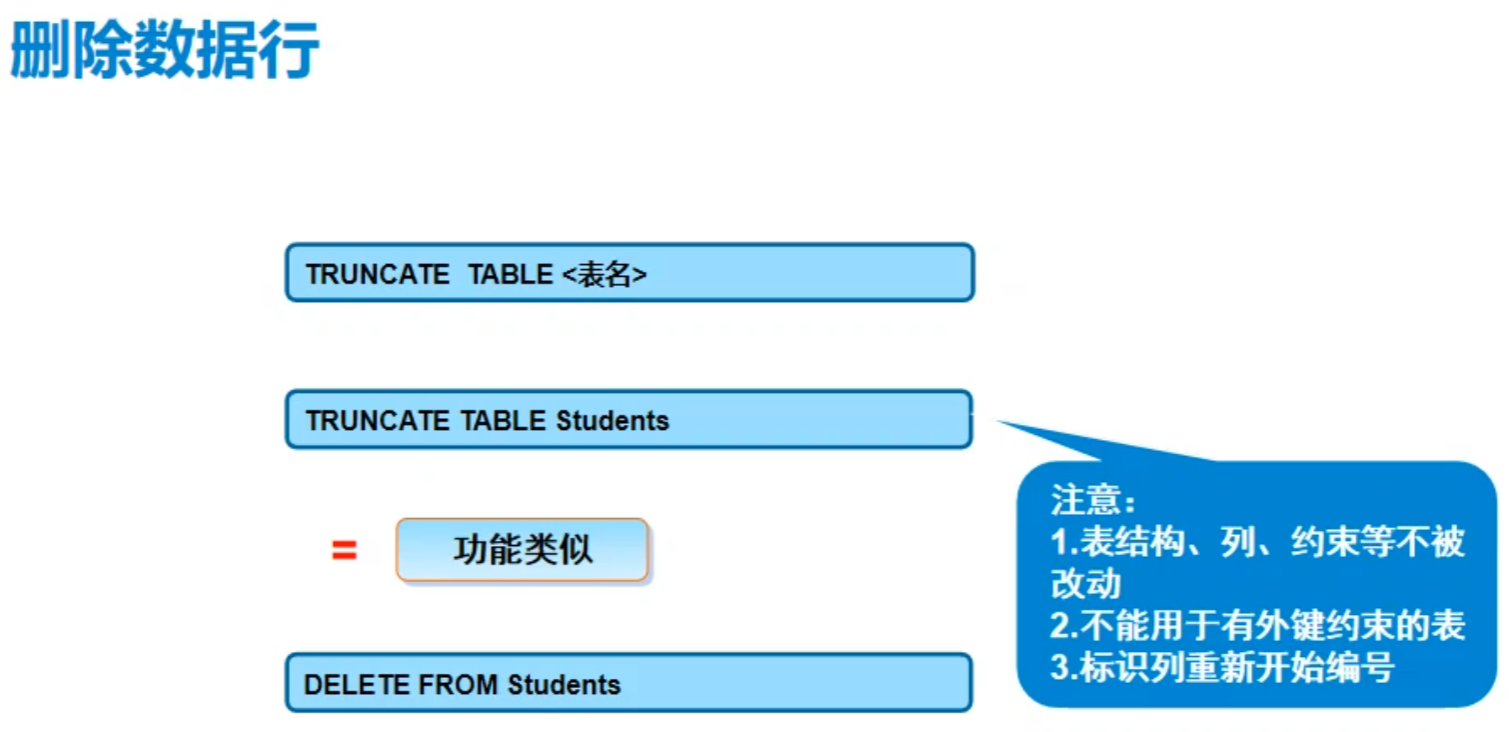 删除数据行
TRUNCATE  TABLE <表名>
TRUNCATE TABLE Students
= 功能类似
DELETE FROM Students
注意：
1.表结构、列、约束等不被
改动
2.不能用于有外键约束的表
3.标识列重新开始编号